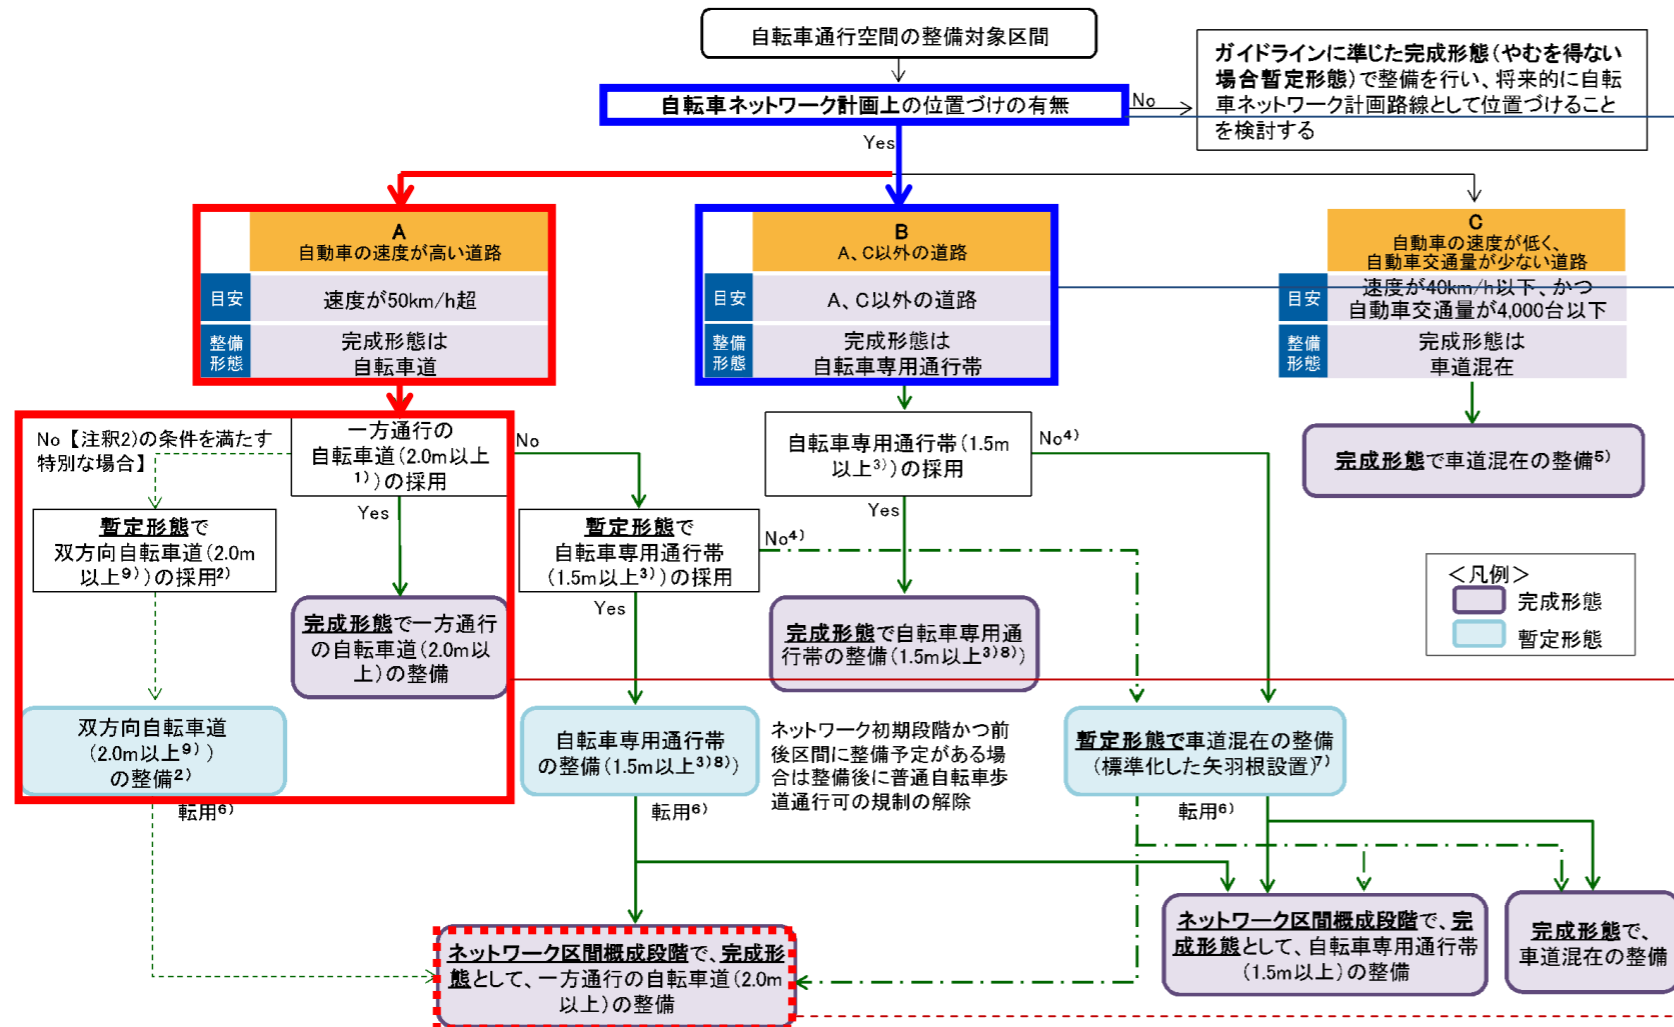 自転車通行空間の整備対象区間
ガイドラインに準じた完成形態(やむを得ない
場合暫定形態)で整備を行い、将来的に自転
車ネットワーク計画路線として位置づけること
を検討する
自転車ネットワーク計画上の位置づけの有無
No
Yes
A
自動車の速度が高い道路
目安
速度が50km/h超
整備
形態
完成形態は
自転車道
B
A、C以外の道路
目安
A、C以外の道路
整備
形態
完成形態は
自転車専用通行帯
C
自動車の速度が低く、
自動車交通量が少ない道路
目安
速度が40km/h以下、かつ
自動車交通量が4,000台以下
整備
形態
完成形態は
車道混在
No【注釈2)の条件を満たす
特別な場合】
一方通行の
自転車道(2.0m以上
1))の採用
No
Yes
自転車専用通行帯(1.5m
以上3))の採用
No4)
Yes
完成形態で車道混在の整備5)
暫定形態で
双方向自転車道(2.0m
以上9))の採用2)
暫定形態で
自転車専用通行帯
(1.5m以上3))の採用
No4)
Yes
<凡例>
完成形態
暫定形態
完成形態で一方通行
の自転車道(2.0m以
上)の整備
完成形態で自転車専用通
行帯の整備(1.5m以上3)8))
双方向自転車道
(2.0m以上9))
の整備2)
自転車専用通行帯
の整備(1.5m以上3)8))
ネットワーク初期段階かつ前
後区間に整備予定がある場
合は整備後に普通自転車歩
道通行可の規制の解除
暫定形態で車道混在の整備
(標準化した矢羽根設置)7)
転用6)
転用6)
転用6)
ネットワーク区間概成段階で、完成形
態として、一方通行の自転車道(2.0m
以上)の整備
ネットワーク区間概成段階で、完
成形態として、自転車専用通行帯
(1.5m以上)の整備
完成形態で、
車道混在の整備